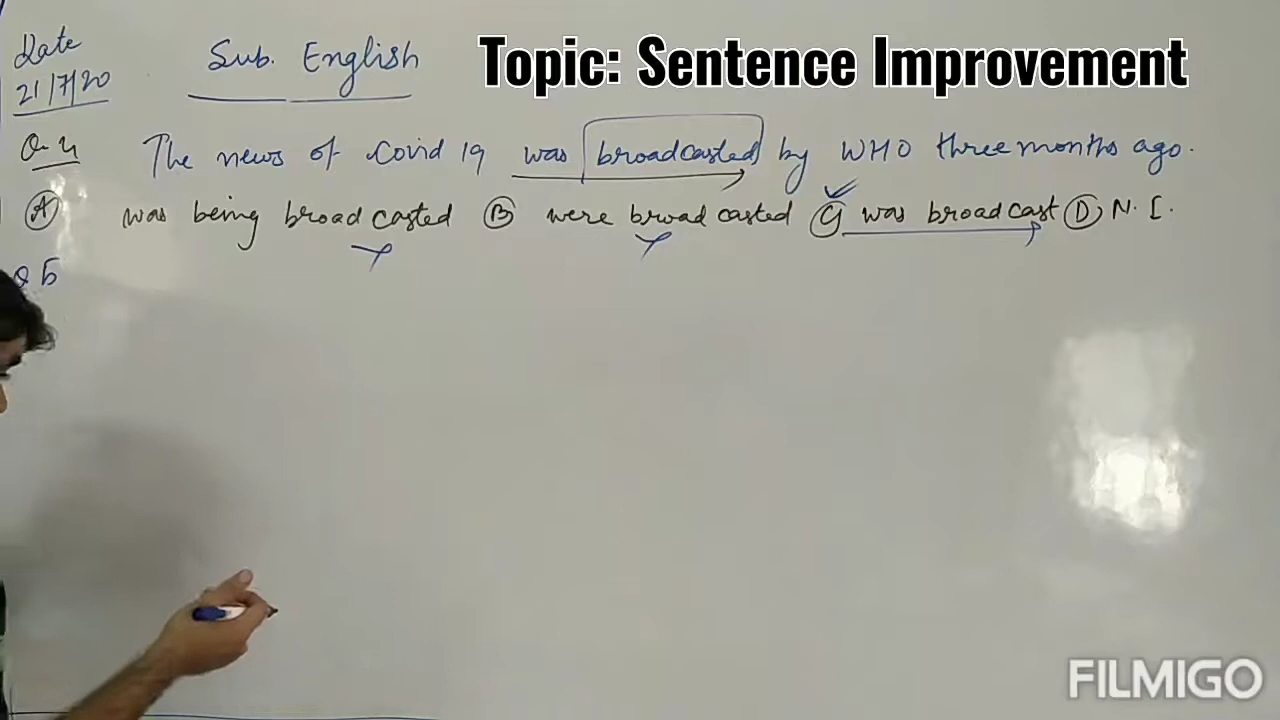 Date
21/7/20
Sub. English
Topic: Sentence Improvement
Q.4 The news of Covid 19 was broadcasted by WHO three months ago.
(A) was being broadcasted (B) were broadcasted (C) was broadcast (D) N.I.
Q 5
FILMIGO